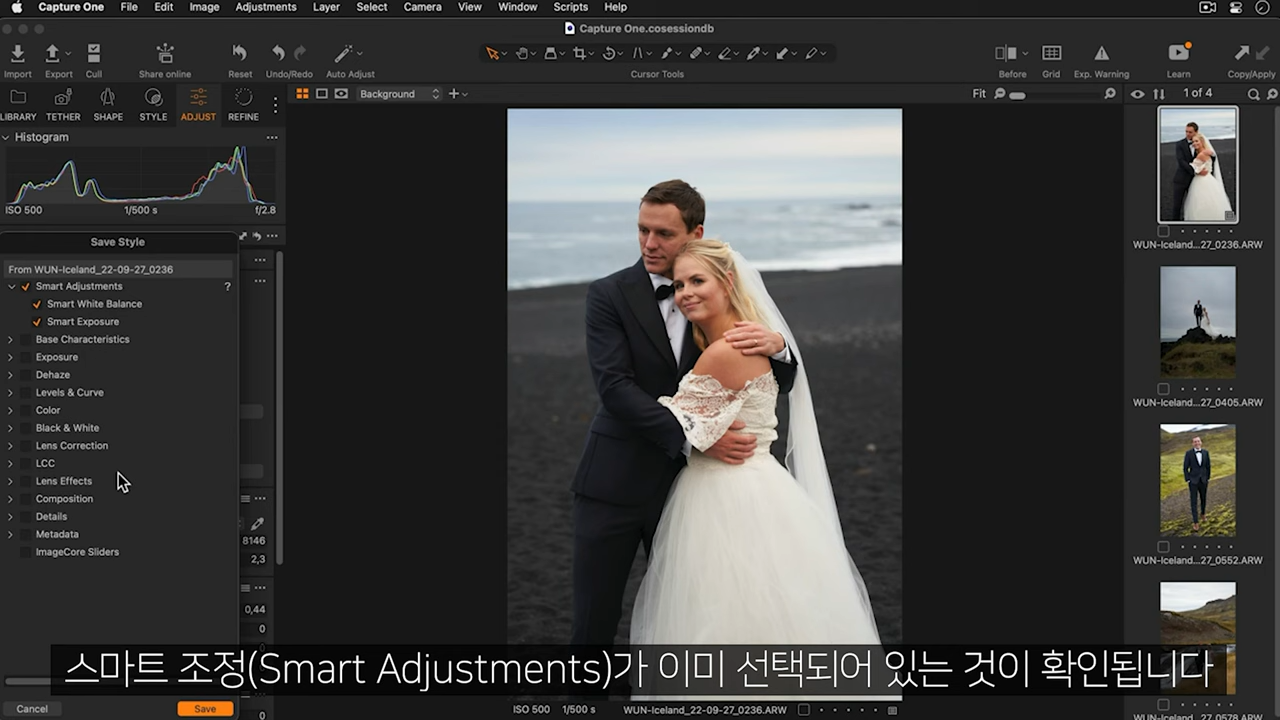 Capture One File Edit Image Adjustments Layer Select Camera View Window Scripts Help
Capture One.cosessiondb
Import Export Cull Share online Reset Undo/Redo Auto Adjust Cursor Tools Before Grid Exp. Warning Learn Copy/Apply
LIBRARY TETHER SHAPE STYLE ADJUST REFINE
Background
Fit
1 of 4
Histogram
ISO 500 1/500 s f/2.8
Save Style
From WUN-Iceland_22-09-27_0236
Smart Adjustments ?
Smart White Balance
Smart Exposure
Base Characteristics
Exposure
Dehaze
Levels & Curve
Color
Black & White
Lens Correction
LCC
Lens Effects
Composition
Details
Metadata
ImageCore Sliders
8146
2,3
0,44
0
0
Cancel Save
WUN-Iceland...27_0236.ARW
WUN-Iceland...27_0405.ARW
WUN-Iceland...27_0552.ARW
WUN-Iceland...27_0578.ARW
스마트 조정(Smart Adjustments)가 이미 선택되어 있는 것이 확인됩니다
ISO 500 1/500 s WUN-Iceland_22-09-27_0236.ARW